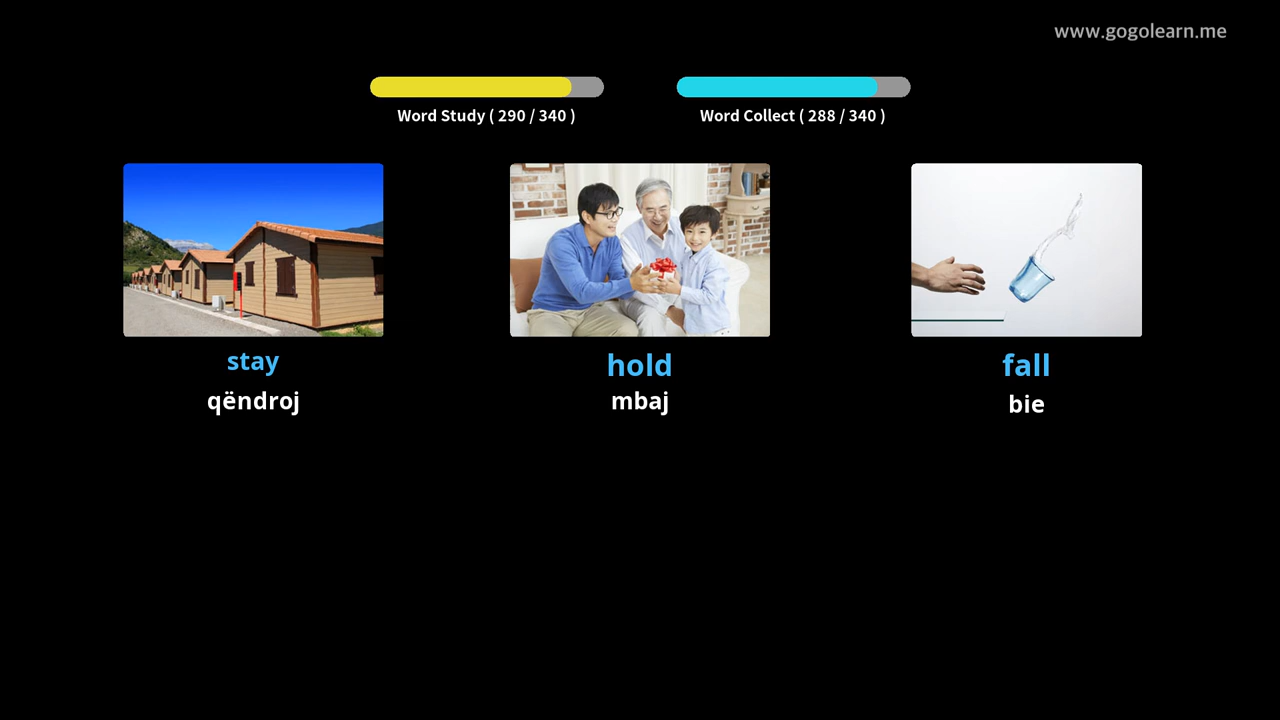 www.gogolearn.me
Word Study ( 290 / 340 )
Word Collect ( 288 / 340 )
stay
hold
fall
qëndroj
mbaj
bie